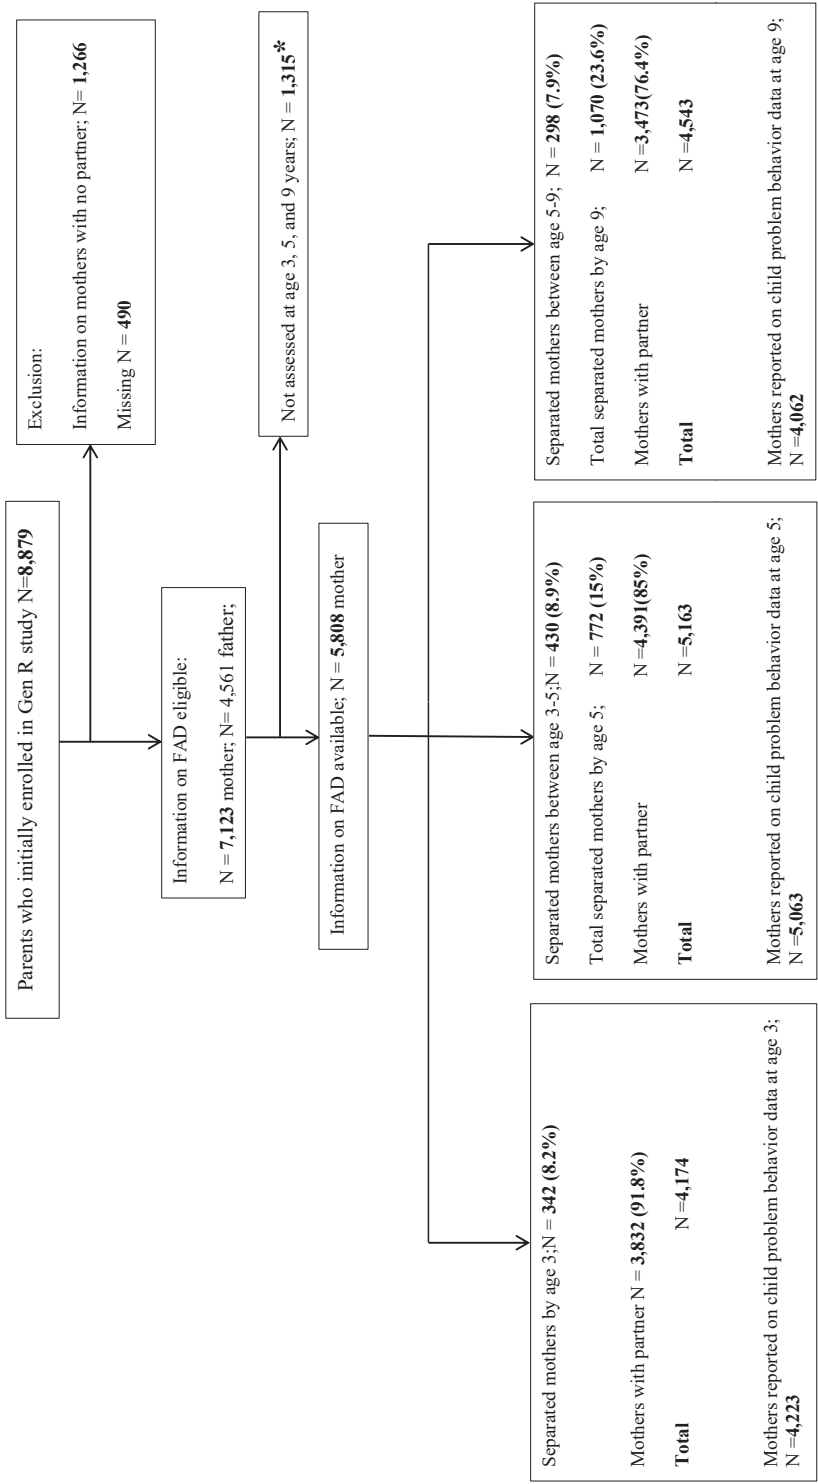 Parents who initially enrolled in Gen R study N=8,879
Exclusion:
Information on mothers with no partner; N= 1,266
Missing N = 490
Information on FAD eligible:
N = 7,123 mother; N= 4,561 father;
Not assessed at age 3, 5, and 9 years; N = 1,315*
Information on FAD available; N = 5,808 mother
Separated mothers by age 3;N = 342 (8.2%)
Mothers with partner N = 3,832 (91.8%)
Total N =4,174
Mothers reported on child problem behavior data at age 3;
N =4,223
Separated mothers between age 3-5;N = 430 (8.9%)
Total separated mothers by age 5; N = 772 (15%)
Mothers with partner N =4,391(85%)
Total N =5,163
Mothers reported on child problem behavior data at age 5;
N =5,063
Separated mothers between age 5-9; N = 298 (7.9%)
Total separated mothers by age 9; N = 1,070 (23.6%)
Mothers with partner N =3,473(76.4%)
Total N =4,543
Mothers reported on child problem behavior data at age 9;
N =4,062